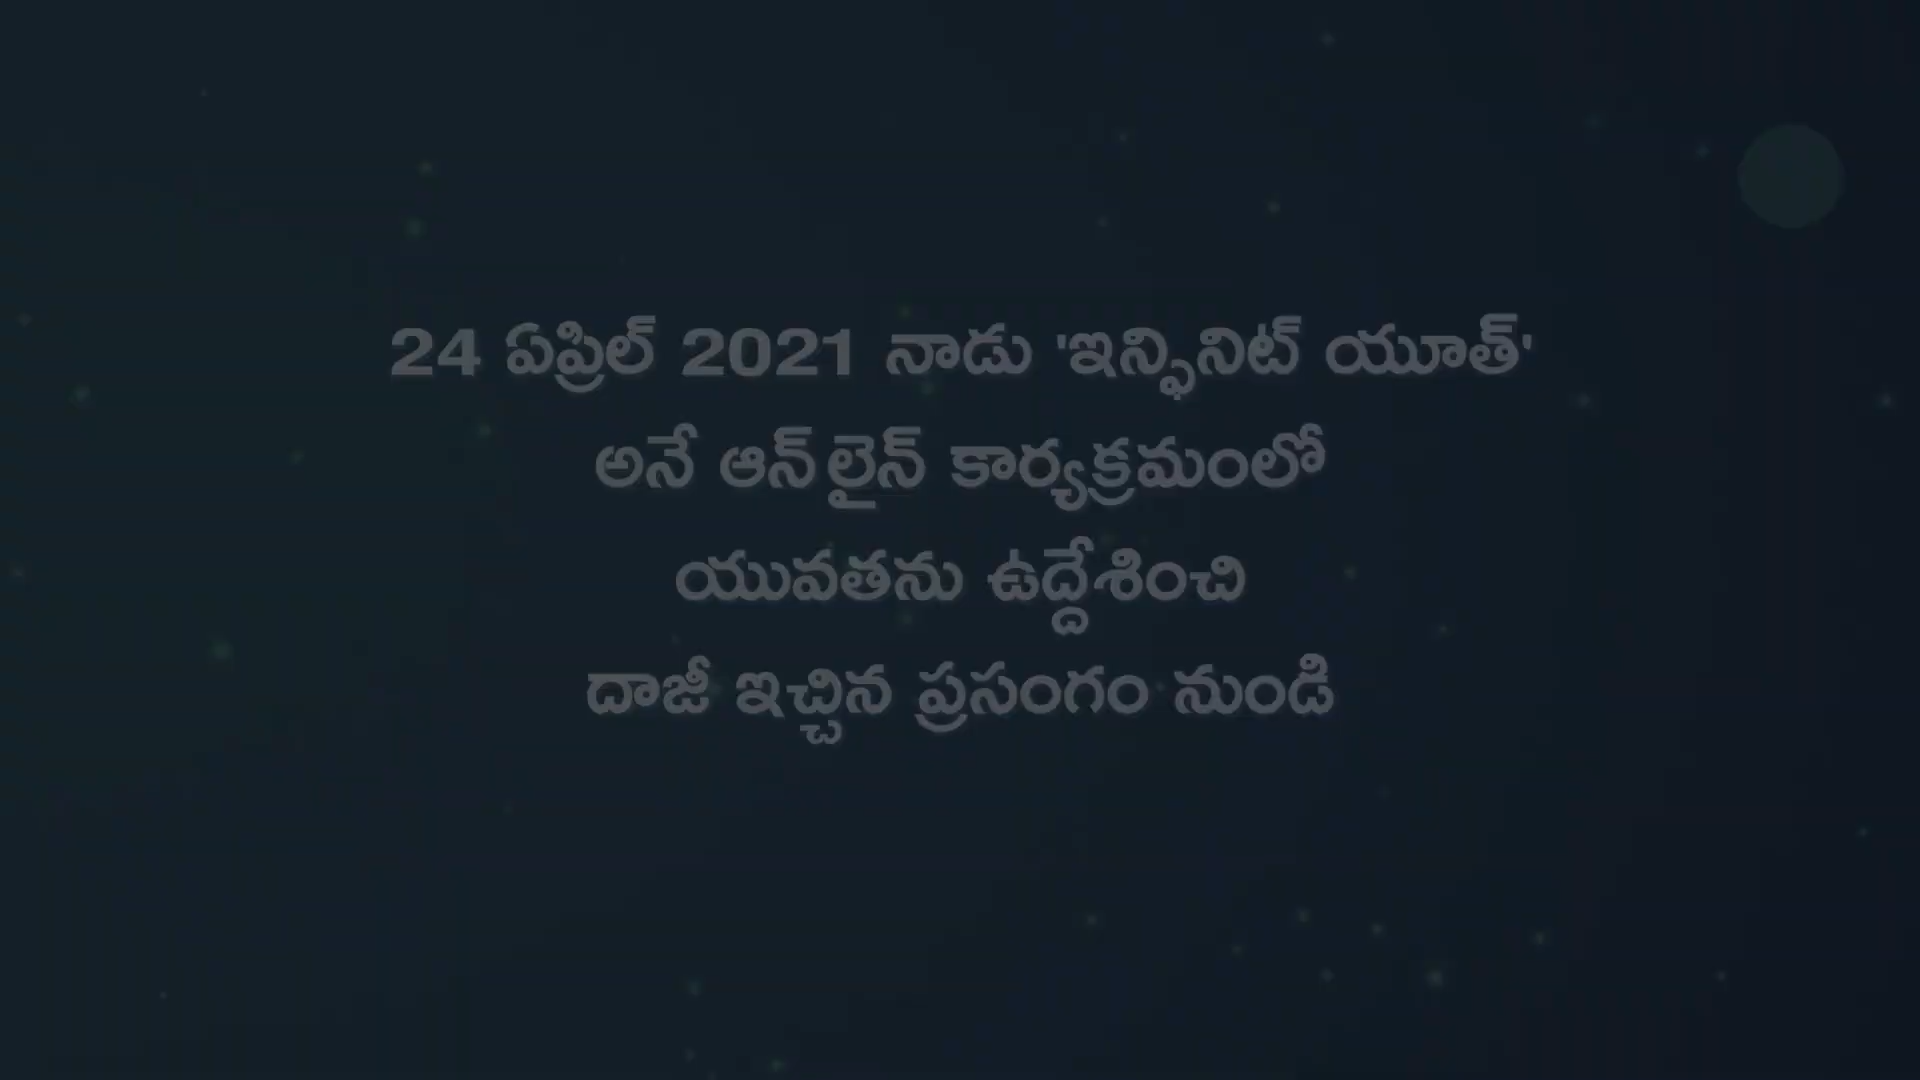 24 ఏప్రిల్ 2021 నాడు 'ఇన్ఫినిట్ యూత్'
అనే ఆన్ లైన్ కార్యక్రమంలో
యువతను ఉద్దేశించి
దాజీ ఇచ్చిన ప్రసంగం నుండి